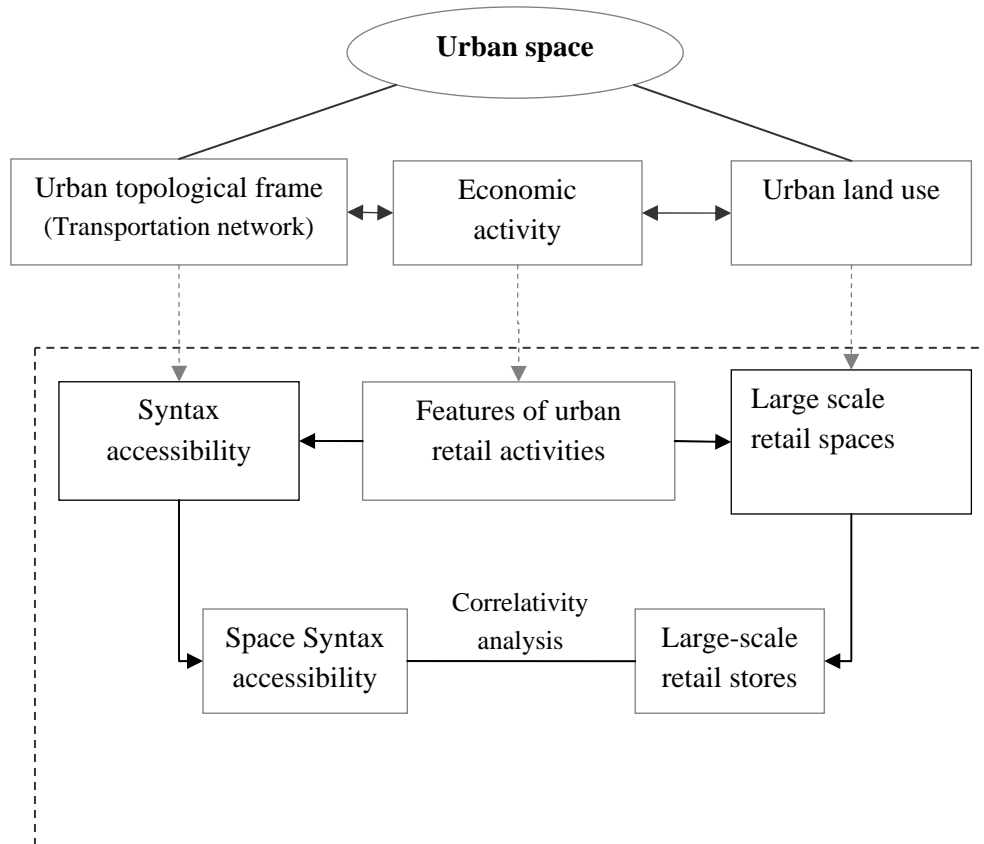 Urban space
Urban topological frame
(Transportation network)
Economic
activity
Urban land use
Syntax
accessibility
Features of urban
retail activities
Large scale
retail spaces
Correlativity
analysis
Space Syntax
accessibility
Large-scale
retail stores